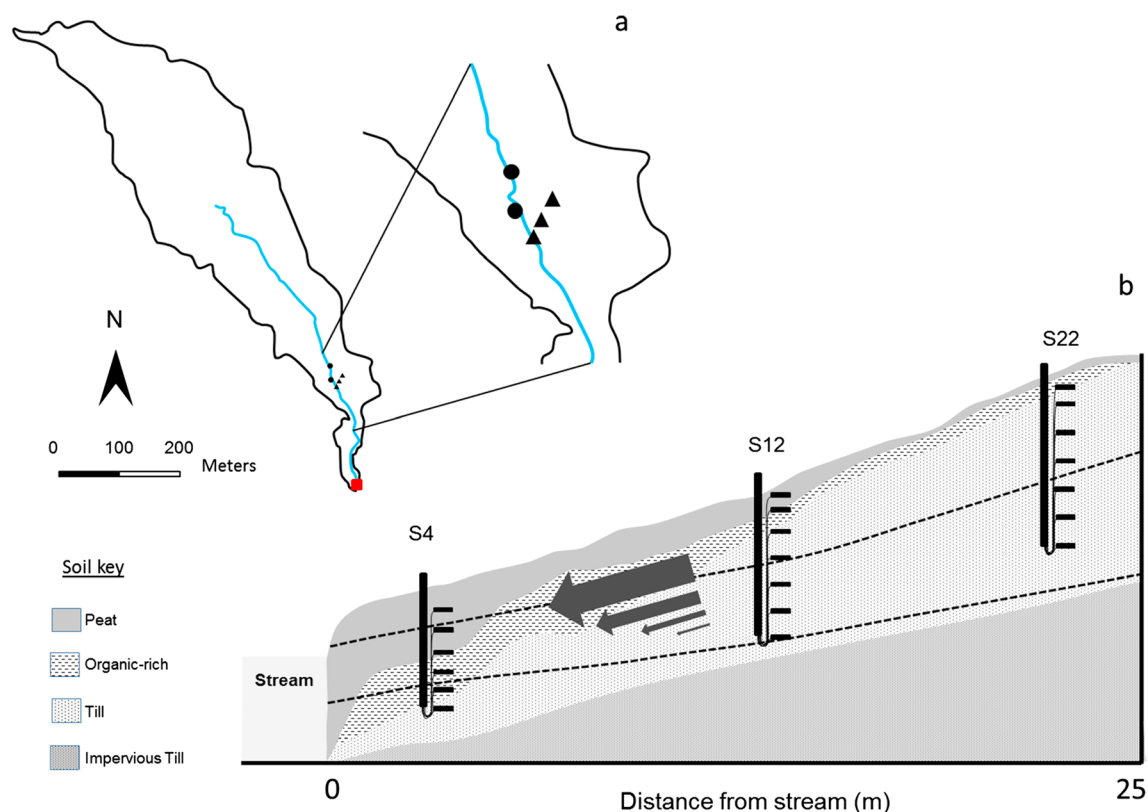 a
N
0 100 200
Meters
b
S22
S12
S4
Soil key
Peat
Organic-rich
Till
Impervious Till
Stream
0
25
Distance from stream (m)